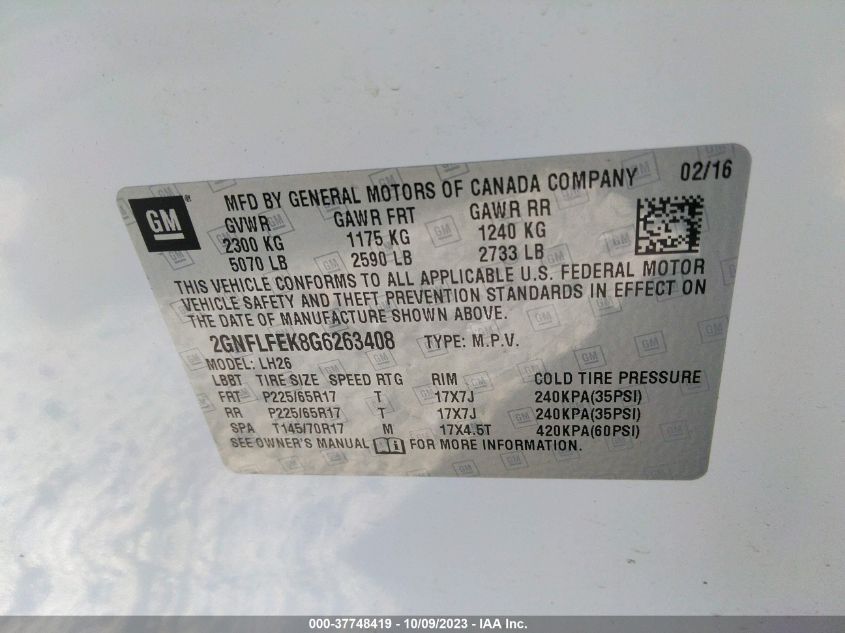 GM
MFD BY GENERAL MOTORS OF CANADA COMPANY 02/16
GVWR GAWR FRT GAWR RR
2300 KG 1175 KG 1240 KG
5070 LB 2590 LB 2733 LB
THIS VEHICLE CONFORMS TO ALL APPLICABLE U.S. FEDERAL MOTOR
VEHICLE SAFETY AND THEFT PREVENTION STANDARDS IN EFFECT ON
THE DATE OF MANUFACTURE SHOWN ABOVE.
2GNFLFEK8G6263408 TYPE: M.P.V.
MODEL: LH26
LBBT TIRE SIZE SPEED RTG RIM COLD TIRE PRESSURE
FRT P225/65R17 T 17X7J 240KPA(35PSI)
RR P225/65R17 T 17X7J 240KPA(35PSI)
SPA T145/70R17 M 17X4.5T 420KPA(60PSI)
SEE OWNER'S MANUAL FOR MORE INFORMATION.
000-37748419 - 10/09/2023 - IAA Inc.